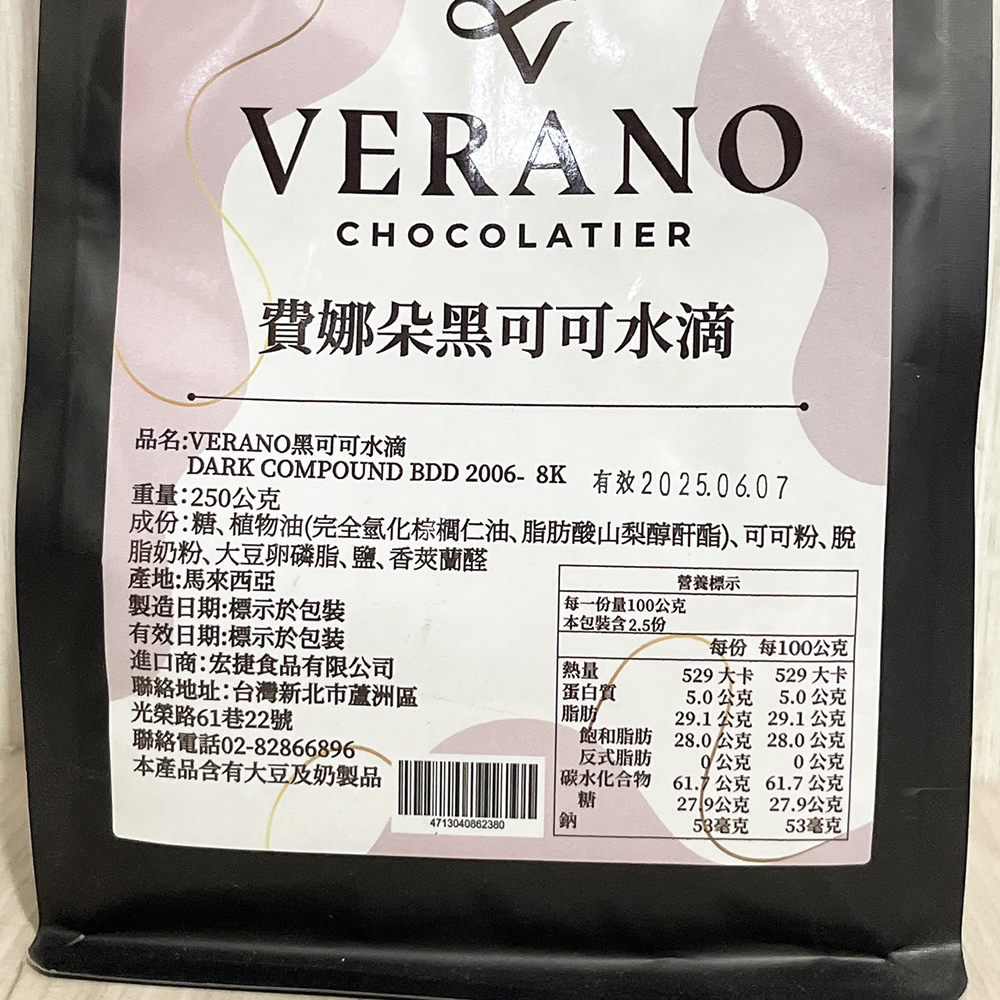 VERANO
CHOCOLATIER
費娜朵黑可可水滴
品名:VERANO黑可可水滴
DARK COMPOUND BDD 2006- 8K 有效2025.06.07
重量:250公克
成份:糖、植物油(完全氫化棕櫚仁油、脂肪酸山梨醇酐酯)、可可粉、脫
脂奶粉、大豆卵磷脂、鹽、香莢蘭醛
產地:馬來西亞
製造日期:標示於包裝
有效日期:標示於包裝
進口商:宏捷食品有限公司
聯絡地址:台灣新北市蘆洲區
光榮路61巷22號
聯絡電話02-82866896
本產品含有大豆及奶製品
4713040862380
營養標示
每一份量100公克
本包裝含2.5份
每份 每100公克
熱量 529 大卡 529 大卡
蛋白質 5.0 公克 5.0 公克
脂肪 29.1 公克 29.1 公克
飽和脂肪 28.0 公克 28.0 公克
反式脂肪 0 公克 0 公克
碳水化合物 61.7 公克 61.7 公克
糖 27.9公克 27.9公克
鈉 53毫克 53毫克